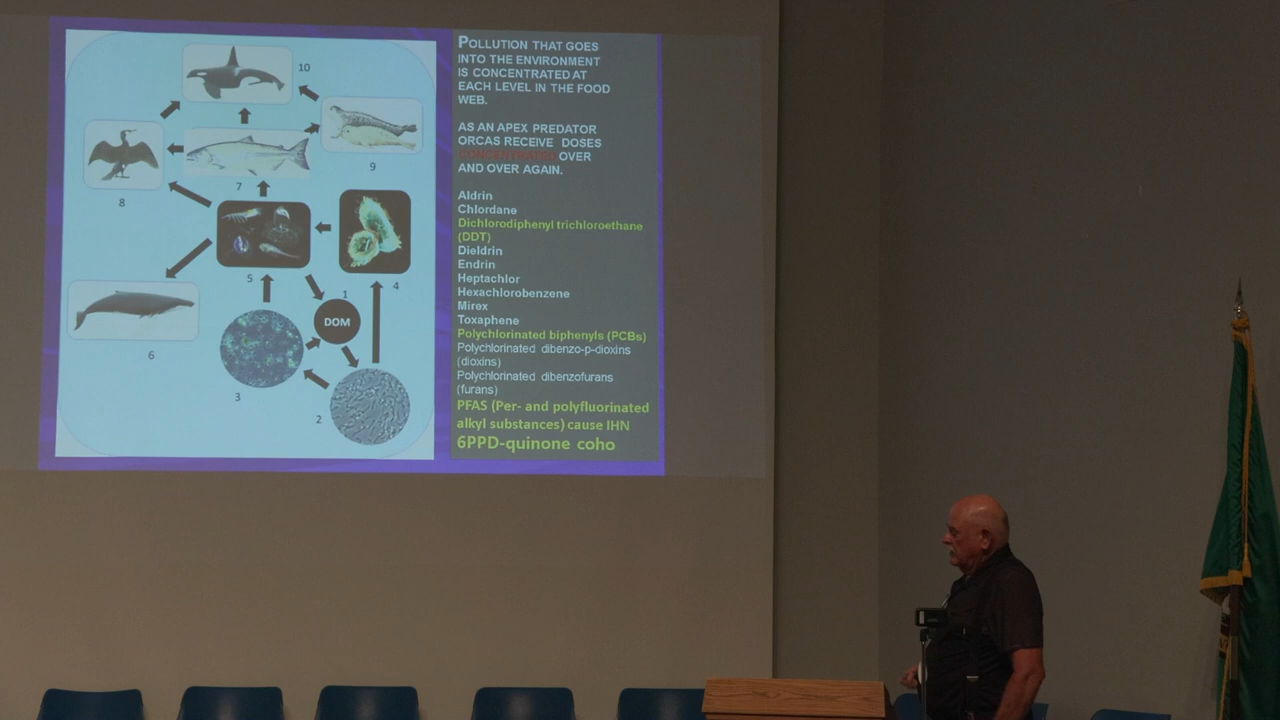 10
9
8
7
5
4
1
DOM
6
3
2
POLLUTION THAT GOES
INTO THE ENVIRONMENT
IS CONCENTRATED AT
EACH LEVEL IN THE FOOD
WEB.
AS AN APEX PREDATOR
ORCAS RECEIVE DOSES
CONCENTRATED OVER
AND OVER AGAIN.
Aldrin
Chlordane
Dichlorodiphenyl trichloroethane
(DDT)
Dieldrin
Endrin
Heptachlor
Hexachlorobenzene
Mirex
Toxaphene
Polychlorinated biphenyls (PCBs)
Polychlorinated dibenzo-p-dioxins
(dioxins)
Polychlorinated dibenzofurans
(furans)
PFAS (Per- and polyfluorinated
alkyl substances) cause IHN
6PPD-quinone coho